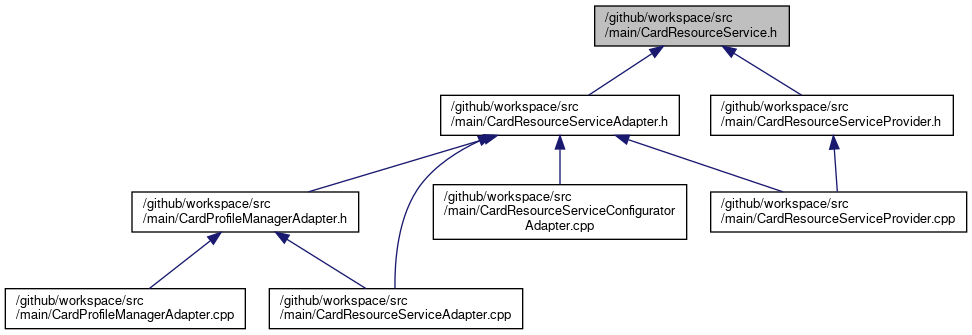 /github/workspace/src
/main/CardResourceService.h
/github/workspace/src
/main/CardResourceServiceAdapter.h
/github/workspace/src
/main/CardResourceServiceProvider.h
/github/workspace/src
/main/CardProfileManagerAdapter.h
/github/workspace/src
/main/CardResourceServiceConfigurator
Adapter.cpp
/github/workspace/src
/main/CardResourceServiceProvider.cpp
/github/workspace/src
/main/CardProfileManagerAdapter.cpp
/github/workspace/src
/main/CardResourceServiceAdapter.cpp